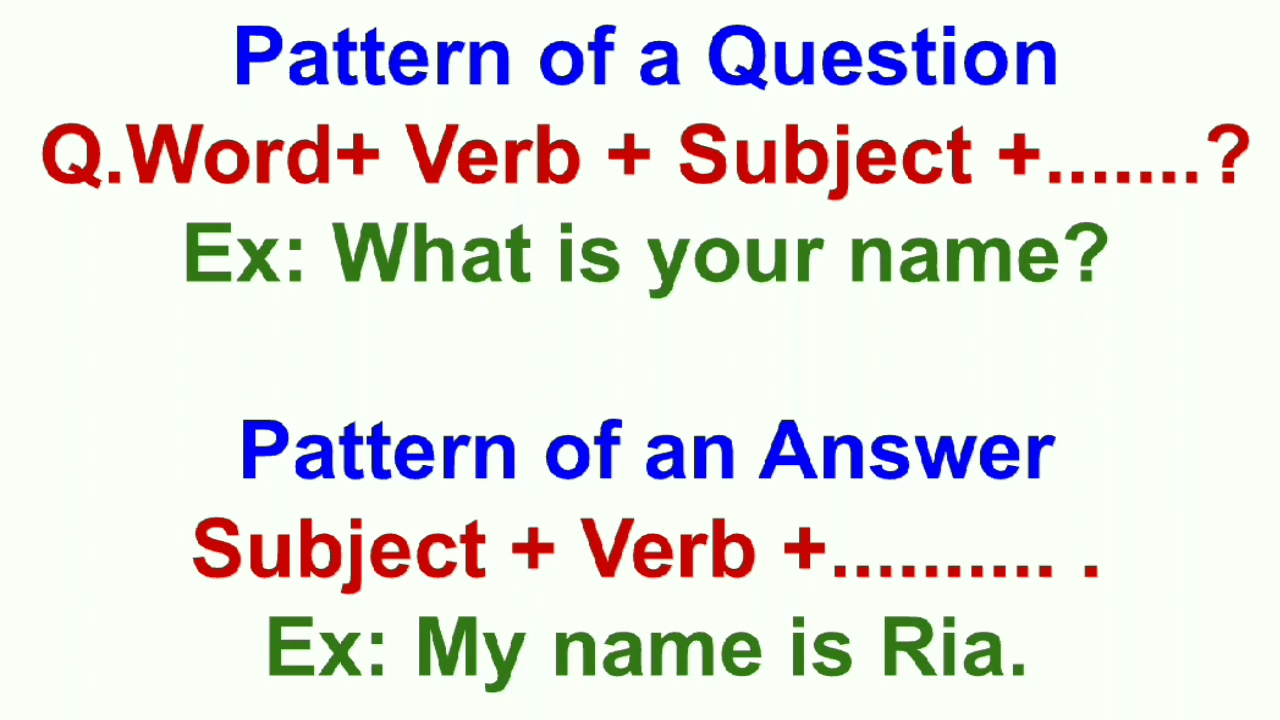 Pattern of a Question
Q.Word+ Verb + Subject +.......?
Ex: What is your name?
Pattern of an Answer
Subject + Verb +.......... .
Ex: My name is Ria.